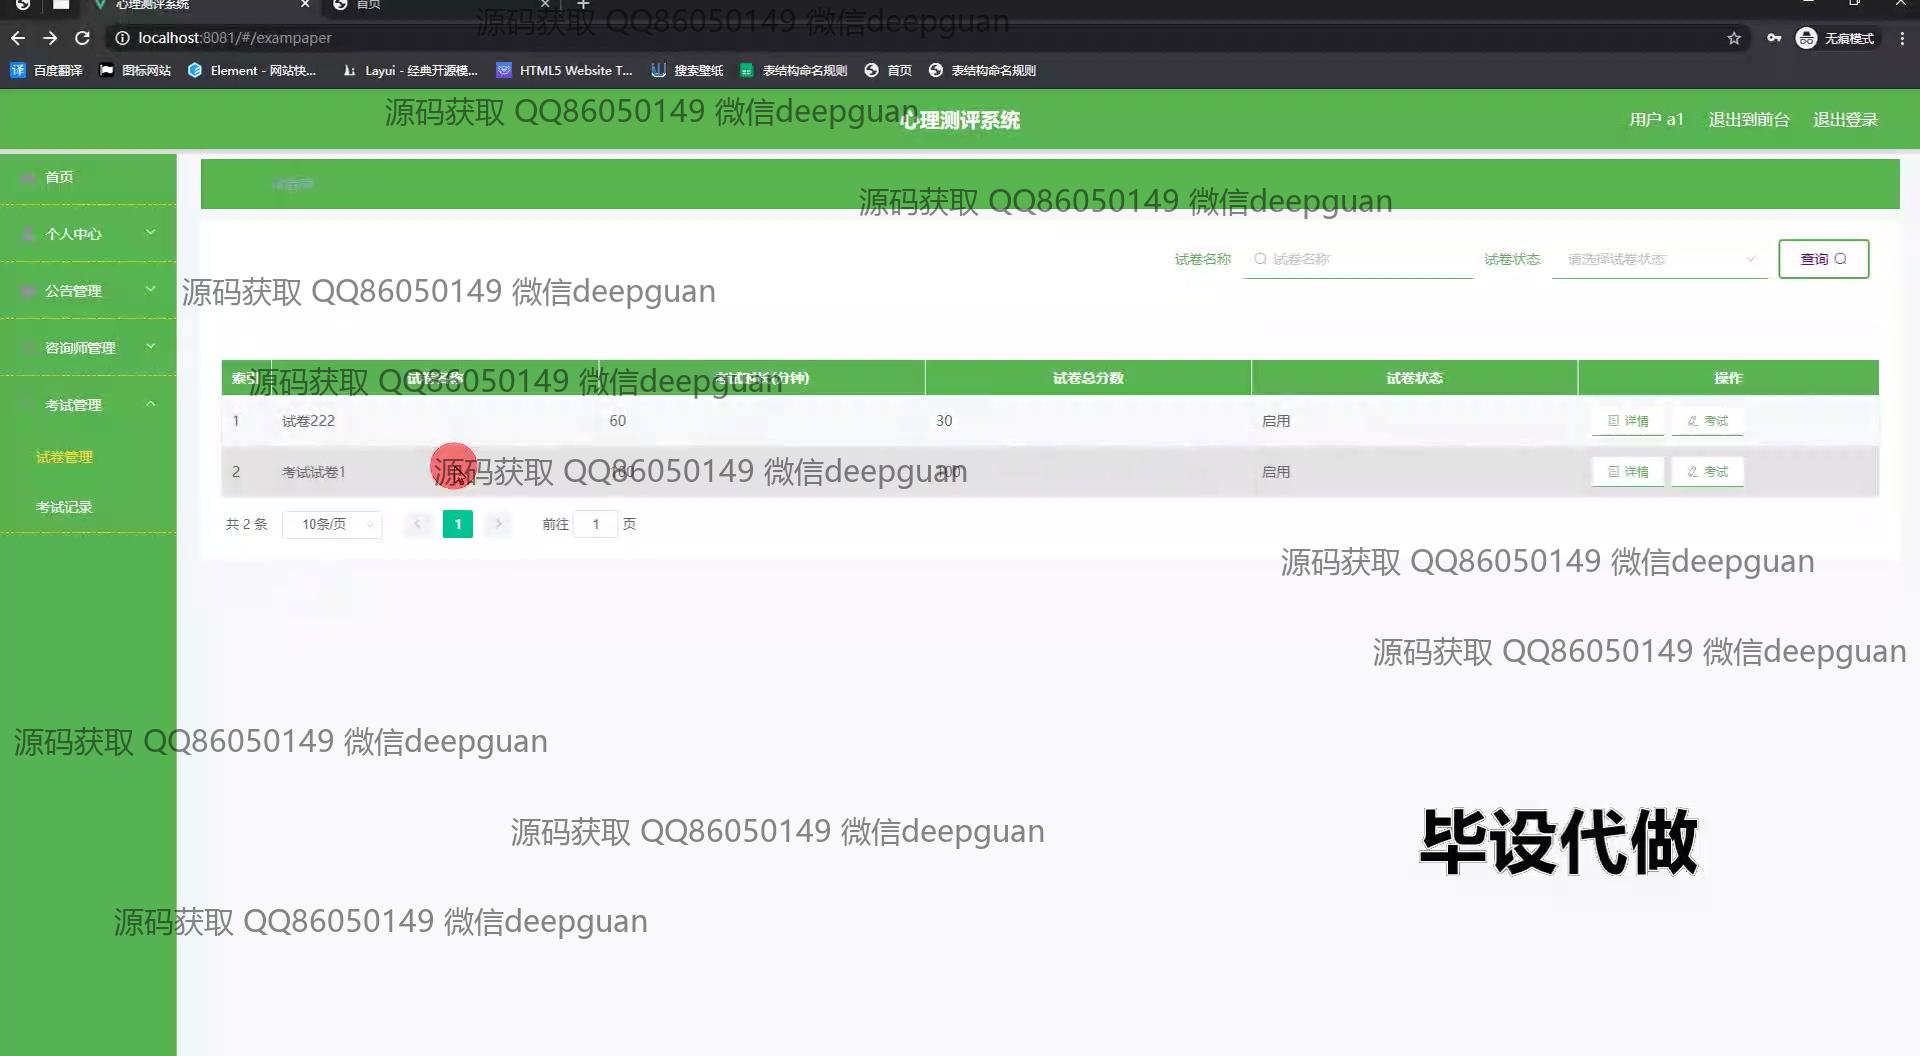 心理测评系统
首页
源码获取 QQ86050149 微信deepguan
localhost:8081/#/exampaper
无痕模式
百度翻译 图标网站 Element - 网站快... Layui - 经典开源模... HTML5 Website T... 搜索壁纸 表结构命名规则 首页 表结构命名规则
源码获取 QQ86050149 微信deepguan
心理测评系统
用户 a1 退出到前台 退出登录
首页
个人中心
公告管理
咨询师管理
考试管理
试卷管理
考试记录
源码获取 QQ86050149 微信deepguan
试卷名称 试卷名称 试卷状态 请选择试卷状态 查询
源码获取 QQ86050149 微信deepguan
索引 试卷名称 考试时长(分钟) 试卷总分数 试卷状态 操作
源码获取 QQ86050149 微信deepguan
1 试卷222 60 30 启用 详情 考试
2 考试试卷1 100 启用 详情 考试
源码获取 QQ86050149 微信deepguan
共 2 条 10条/页 1 前往 1 页
源码获取 QQ86050149 微信deepguan
源码获取 QQ86050149 微信deepguan
源码获取 QQ86050149 微信deepguan
源码获取 QQ86050149 微信deepguan
毕设代做
源码获取 QQ86050149 微信deepguan